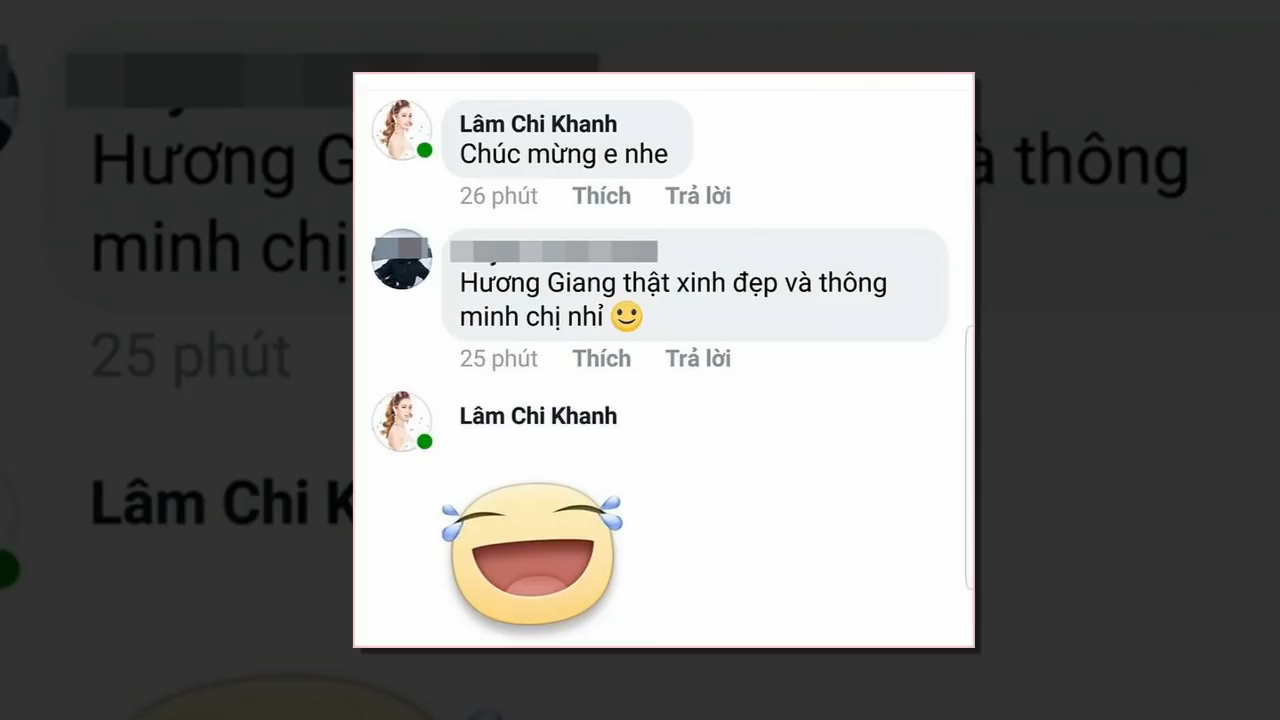 Lâm Chi Khanh
Chúc mừng e nhe
26 phút Thích Trả lời
Hương Giang thật xinh đẹp và thông
minh chị nhỉ
25 phút Thích Trả lời
Lâm Chi Khanh